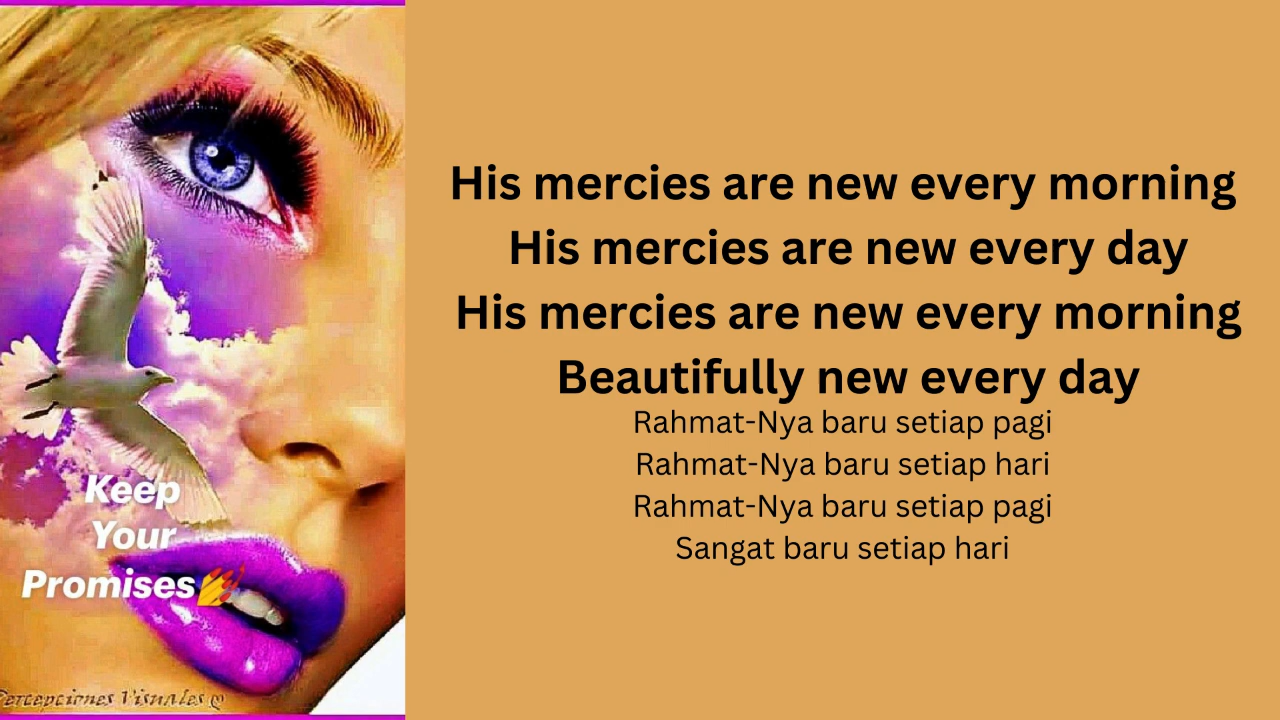 His mercies are new every morning
His mercies are new every day
His mercies are new every morning
Beautifully new every day
Rahmat-Nya baru setiap pagi
Rahmat-Nya baru setiap hari
Rahmat-Nya baru setiap pagi
Sangat baru setiap hari
Keep
Your
Promises
Percepciones Visuales